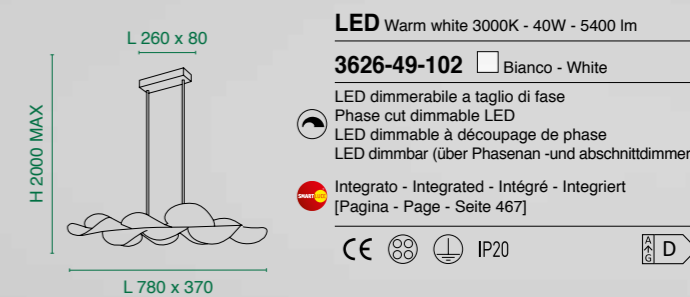 L 260 x 80
H 2000 MAX
L 780 x 370
LED Warm white 3000K - 40W - 5400 lm
3626-49-102 Bianco - White
LED dimmerabile a taglio di fase
Phase cut dimmable LED
LED dimmable à découpage de phase
LED dimmbar (über Phasenan -und abschnittdimmer
SMART LUCE
Integrato - Integrated - Intégré - Integriert
[Pagina - Page - Seite 467]
CE IP20 A G D